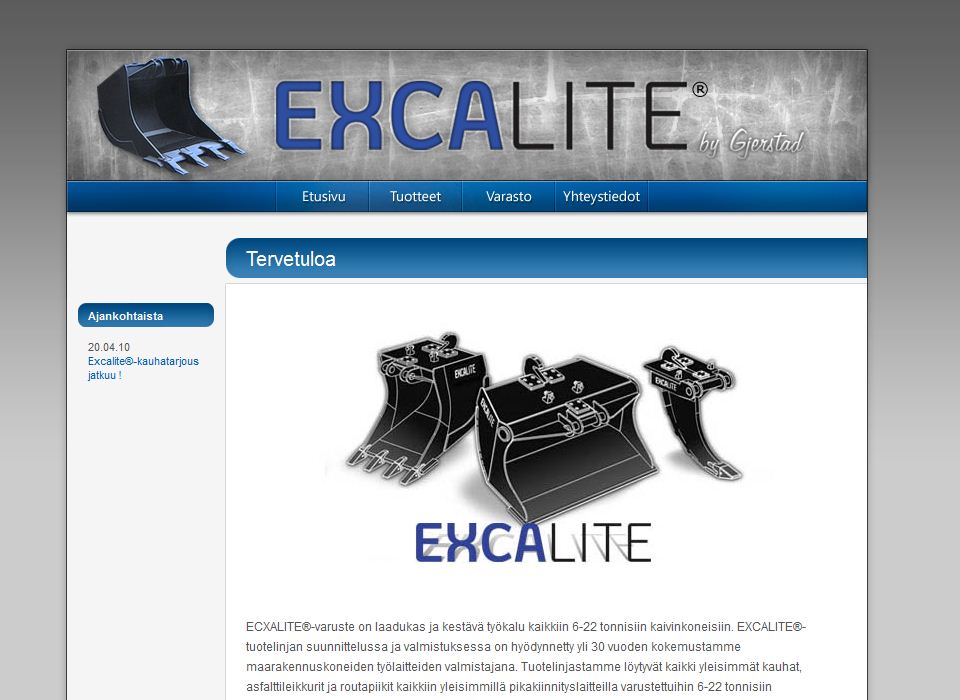 EXCALITE®
by Gjerstad
Etusivu Tuotteet Varasto Yhteystiedot
Tervetuloa
Ajankohtaista
20.04.10
Excalite®-kauhatarjous
jatkuu !
EXCALITE
EXCALITE
EXCALITE
EXCALITE
ECXALITE®-varuste on laadukas ja kestävä työkalu kaikkiin 6-22 tonnisiin kaivinkoneisiin. EXCALITE®-
tuotelinjan suunnittelussa ja valmistuksessa on hyödynnetty yli 30 vuoden kokemustamme
maarakennuskoneiden työlaitteiden valmistajana. Tuotelinjastamme löytyvät kaikki yleisimmät kauhat,
asfalttileikkurit ja routapiikit kaikkiin yleisimmillä pikakiinnityslaitteilla varustettuihin 6-22 tonnisiin